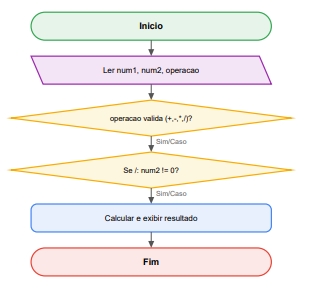 Inicio
Ler num1, num2, operacao
operacao valida (+,-,*,/)?
Sim/Caso
Se /: num2 != 0?
Sim/Caso
Calcular e exibir resultado
Fim